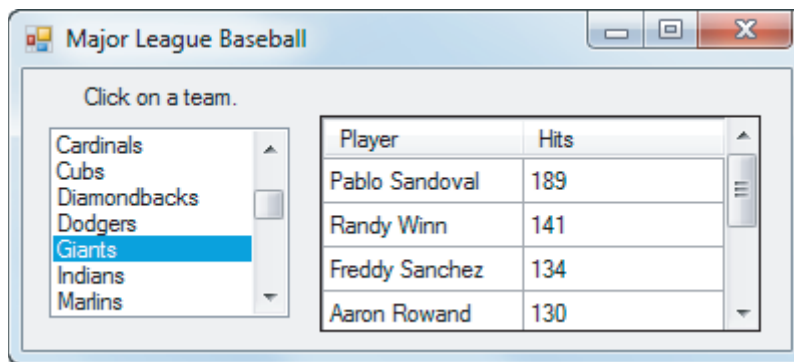 Major League Baseball
Click on a team.
Cardinals
Cubs
Diamondbacks
Dodgers
Giants
Indians
Marlins
Player Hits
Pablo Sandoval 189
Randy Winn 141
Freddy Sanchez 134
Aaron Rowand 130